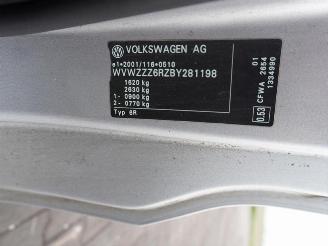 VOLKSWAGEN AG
e1*2001/116*0510
WVWZZZ6RZBY281198
1620 kg
2630 kg
1- 0900 kg
2- 0770 kg
Typ 6R
0.53 CFWA 2654
01
1334990